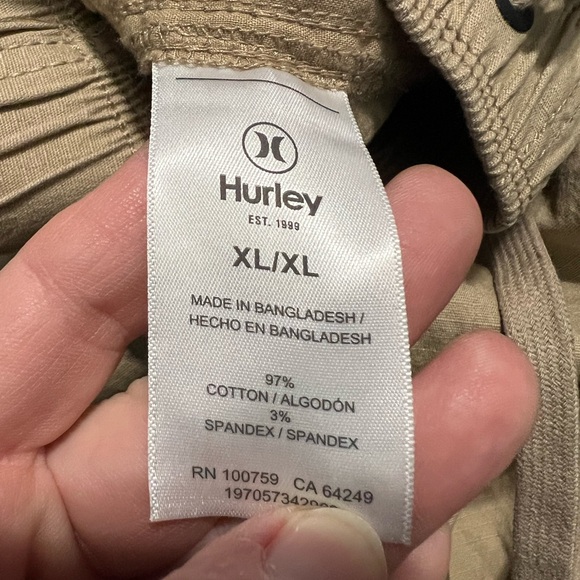 Hurley
EST. 1999
XL/XL
MADE IN BANGLADESH /
HECHO EN BANGLADESH
97%
COTTON / ALGODÓN
3%
SPANDEX / SPANDEX
RN 100759 CA 64249